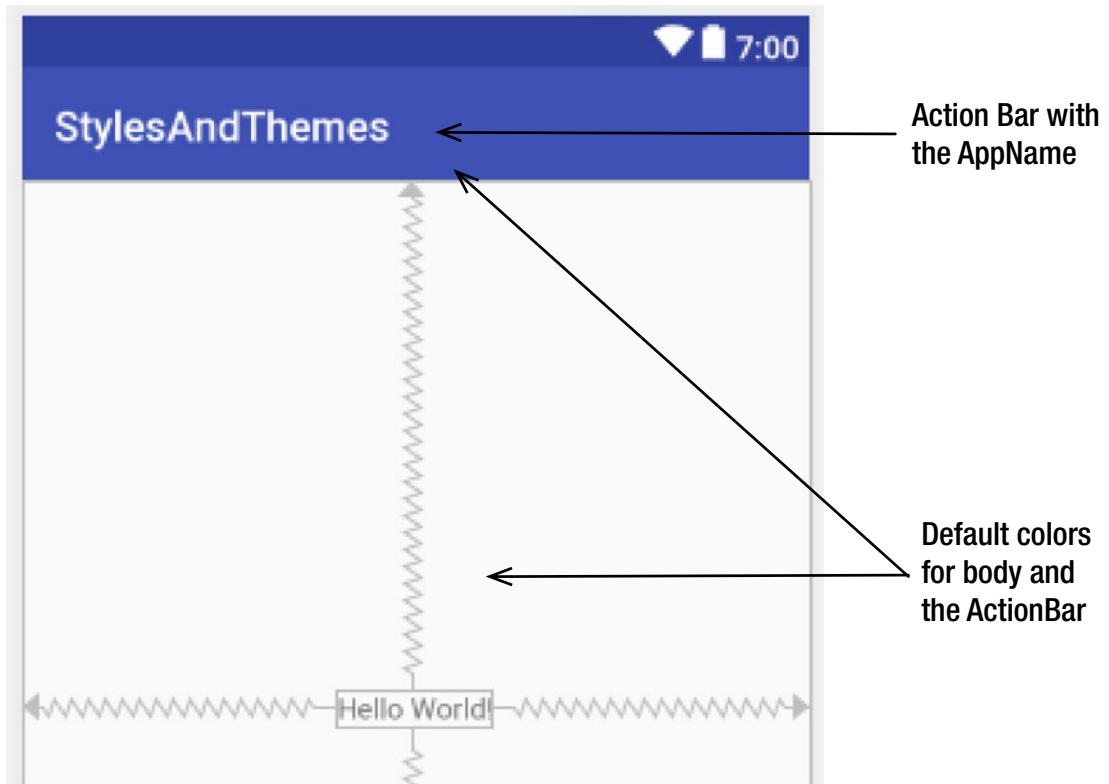 7:00
StylesAndThemes
Action Bar with
the AppName
Default colors
for body and
the ActionBar
Hello World!